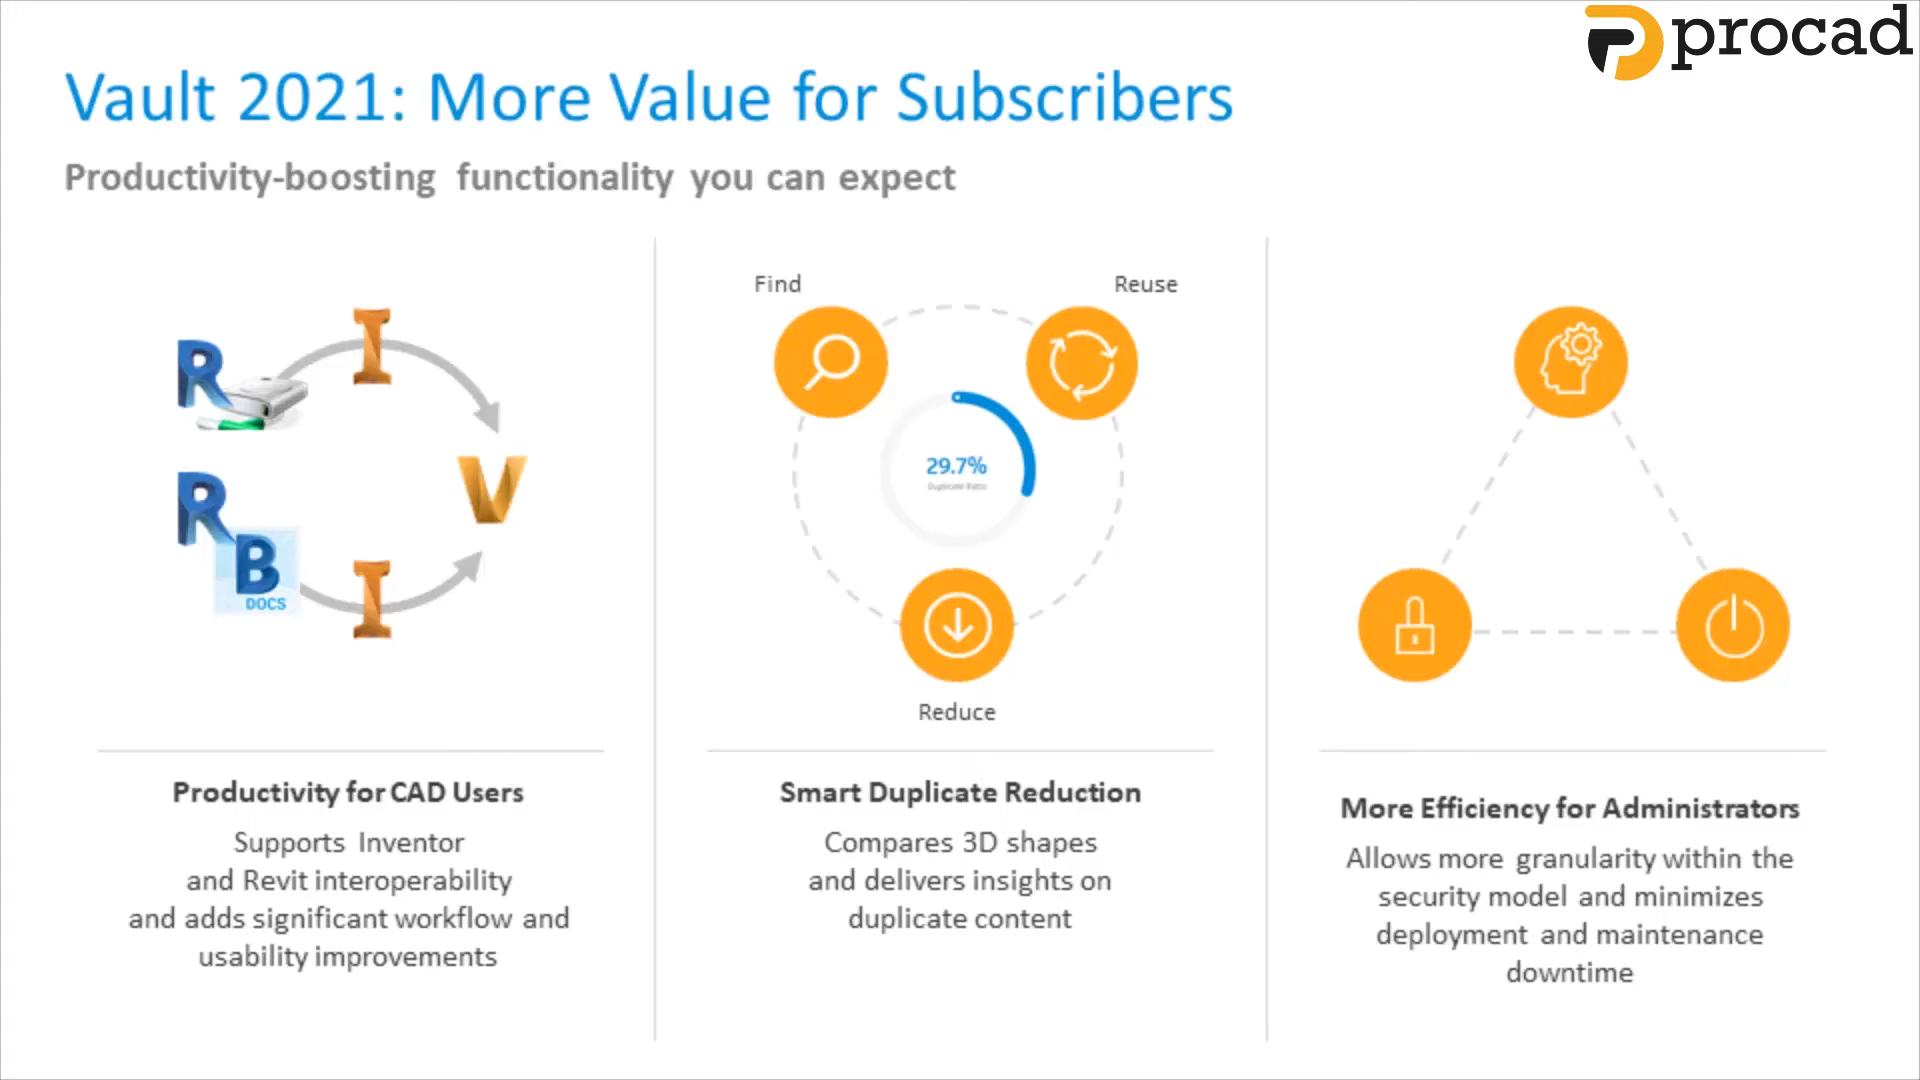 procad
Vault 2021: More Value for Subscribers
Productivity-boosting functionality you can expect
R
I
V
R
B
DOCS
I
Find
Reuse
29.7%
Duplicate Ratio
Reduce
Productivity for CAD Users
Supports Inventor
and Revit interoperability
and adds significant workflow and
usability improvements
Smart Duplicate Reduction
Compares 3D shapes
and delivers insights on
duplicate content
More Efficiency for Administrators
Allows more granularity within the
security model and minimizes
deployment and maintenance
downtime